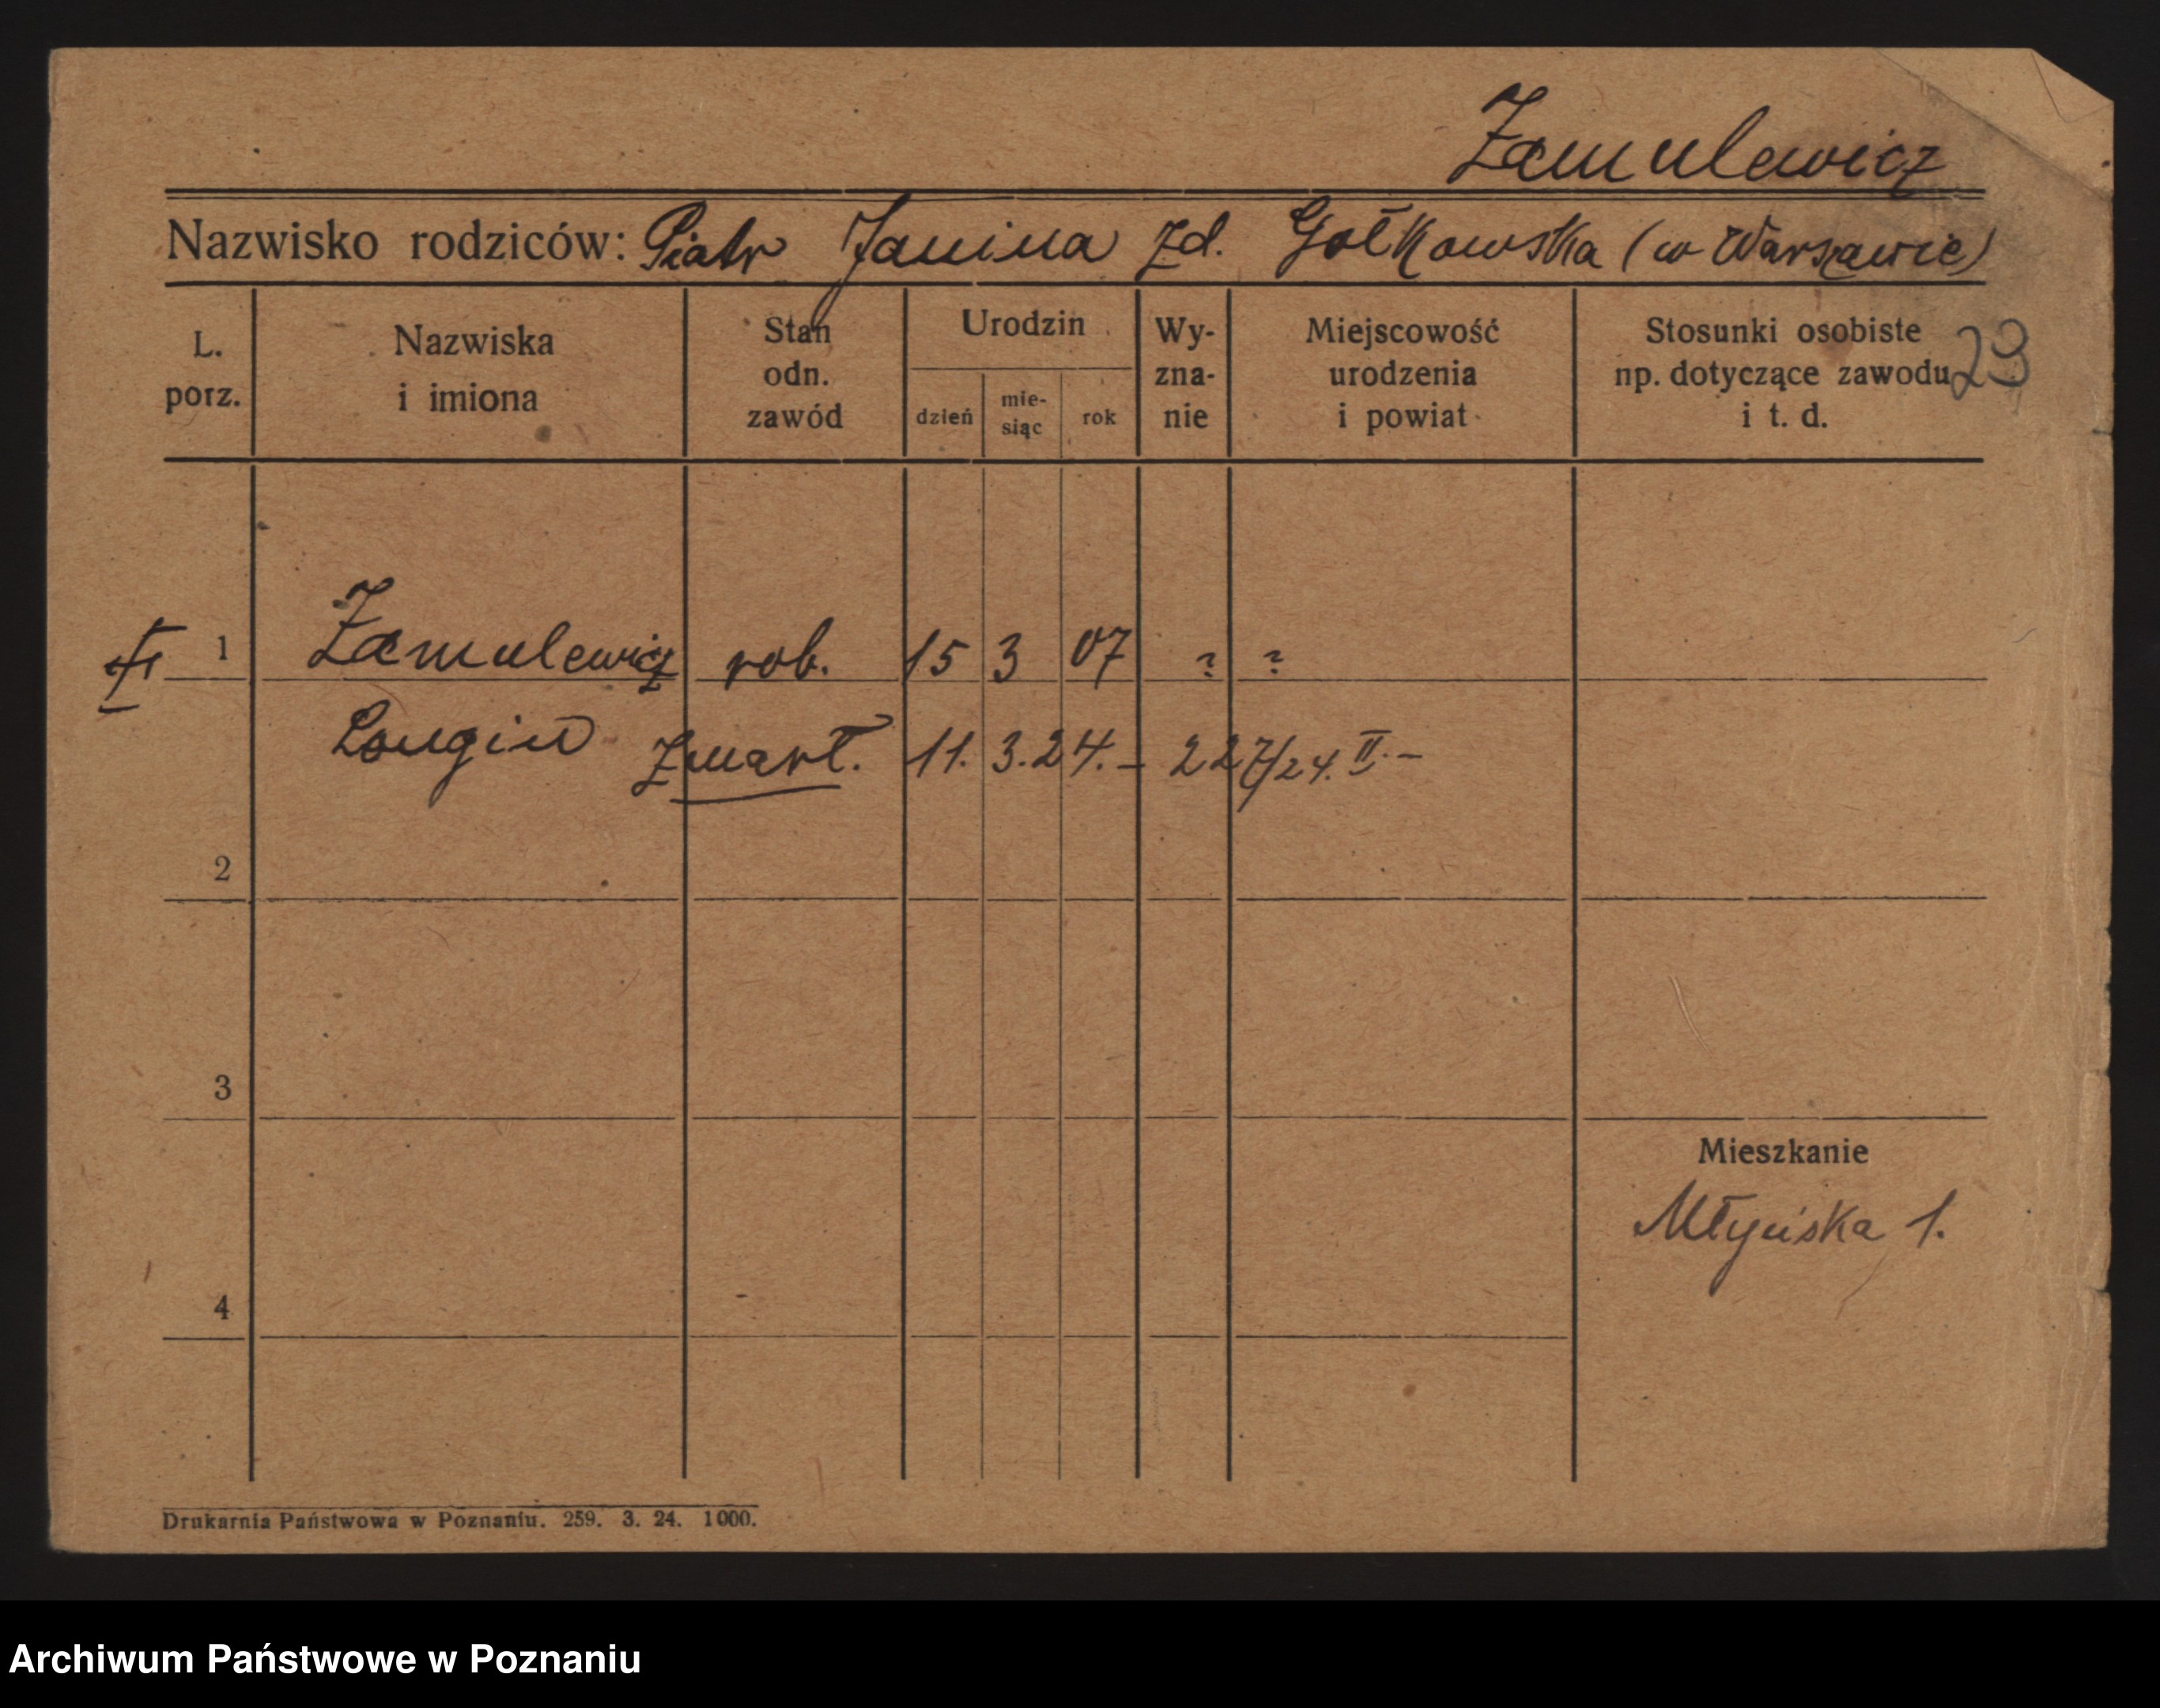 Zamulewicz
Nazwisko rodziców: Piotr Janina zd. Gołkowska (w Warszawie)
L. porz.
Nazwiska i imiona
Stan odn. zawód
Urodzin
dzień
mie-
siąc
rok
Wy-
zna-
nie
Miejscowość urodzenia i powiat
Stosunki osobiste np. dotyczące zawodu i t. d.
23
1 Zamulewicz rob. 15 3 07 ? ?
Longin zmarł. 11. 3. 24. – 227/24. II. –
2
3
Mieszkanie
Młyńska 1.
4
Drukarnia Państwowa w Poznaniu. 259. 3. 24. 1000.
Archiwum Państwowe w Poznaniu